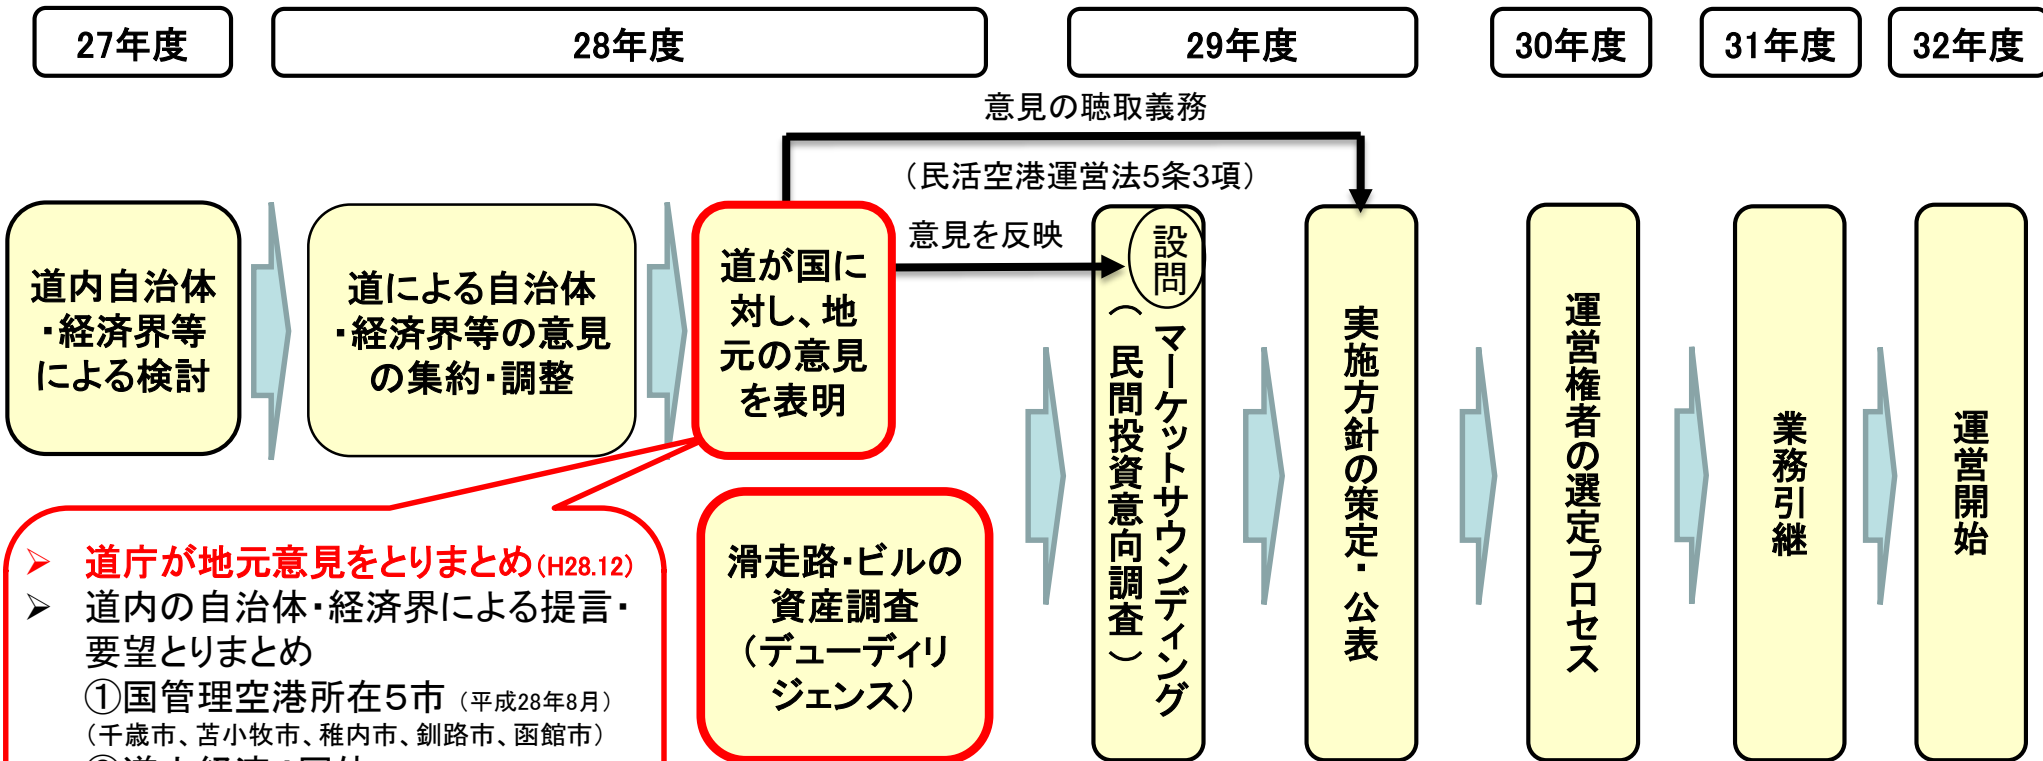 27年度
28年度
29年度
30年度
31年度
32年度
意見の聴取義務
（民活空港運営法5条3項）
意見を反映
道内自治体
・経済界等
による検討
道による自治体
・経済界等の意見
の集約・調整
道が国に
対し、地
元の意見
を表明
設問
マーケットサウンディング
（民間投資意向調査）
実施方針の策定・公表
運営権者の選定プロセス
業務引継
運営開始
滑走路・ビルの
資産調査
（デューディリ
ジェンス）
➢ 道庁が地元意見をとりまとめ(H28.12)
➢ 道内の自治体・経済界による提言・
要望とりまとめ
①国管理空港所在5市（平成28年8月）
（千歳市、苫小牧市、稚内市、釧路市、函館市）